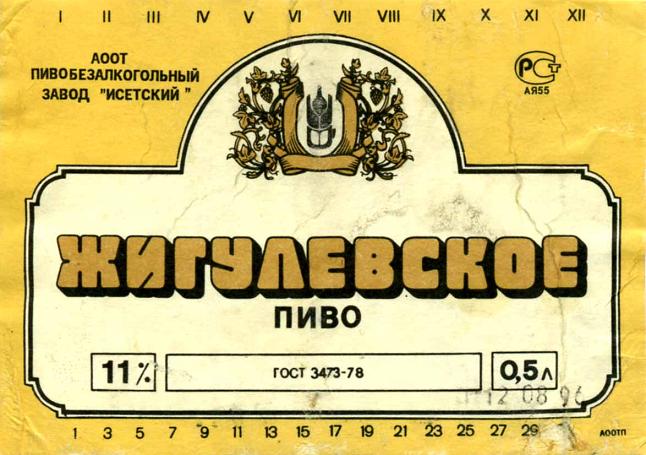 I II III IV V VI VII VIII IX X XI XII
АООТ
ПИВОБЕЗАЛКОГОЛЬНЫЙ
ЗАВОД "ИСЕТСКИЙ"
РСТ
АЯ55
ЖИГУЛЕВСКОЕ
ПИВО
11%
ГОСТ 3473-78
0,5л
12 08 96
1 3 5 7 9 11 13 15 17 19 21 23 25 27 29
АООТП